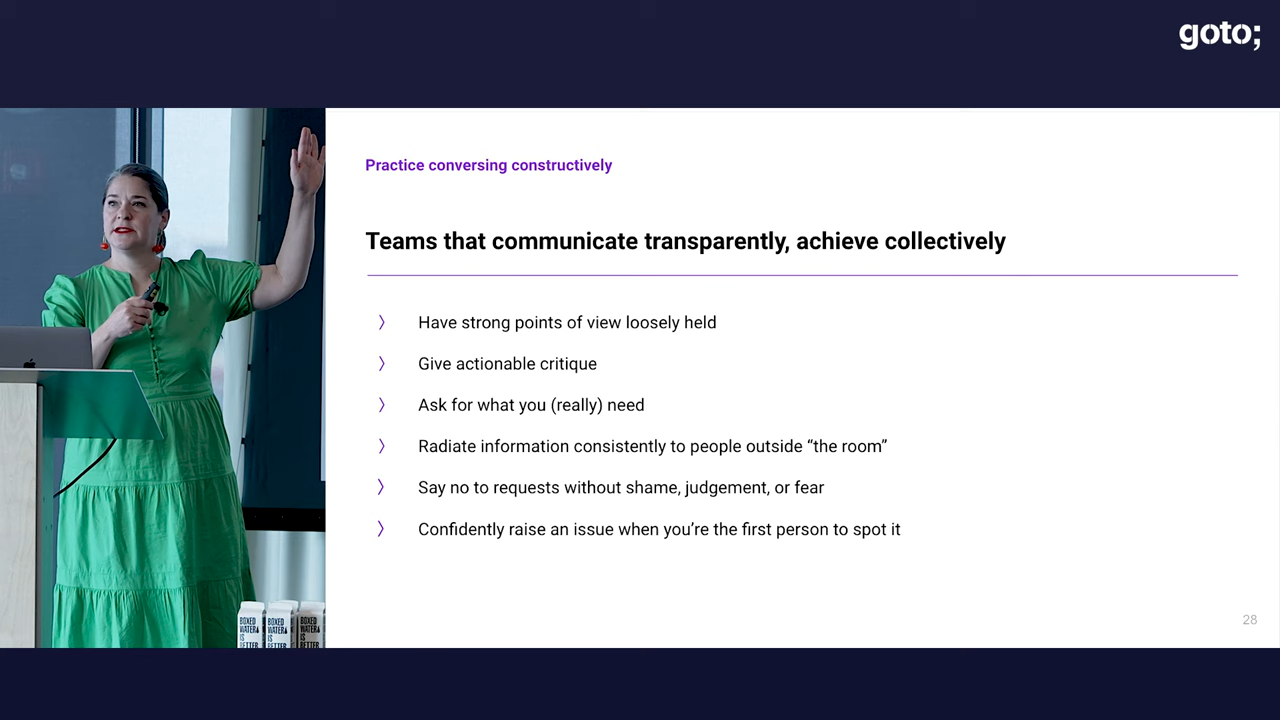 goto;
Practice conversing constructively
Teams that communicate transparently, achieve collectively
Have strong points of view loosely held
Give actionable critique
Ask for what you (really) need
Radiate information consistently to people outside “the room”
Say no to requests without shame, judgement, or fear
Confidently raise an issue when you’re the first person to spot it
28
BOXED WATER IS BETTER
BOXED WATER IS BETTER
BOXED WATER IS BETTER